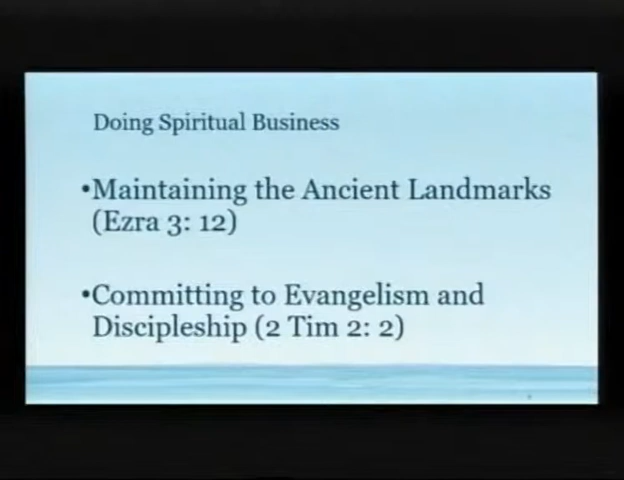 Doing Spiritual Business
•Maintaining the Ancient Landmarks
(Ezra 3: 12)
•Committing to Evangelism and
Discipleship (2 Tim 2: 2)